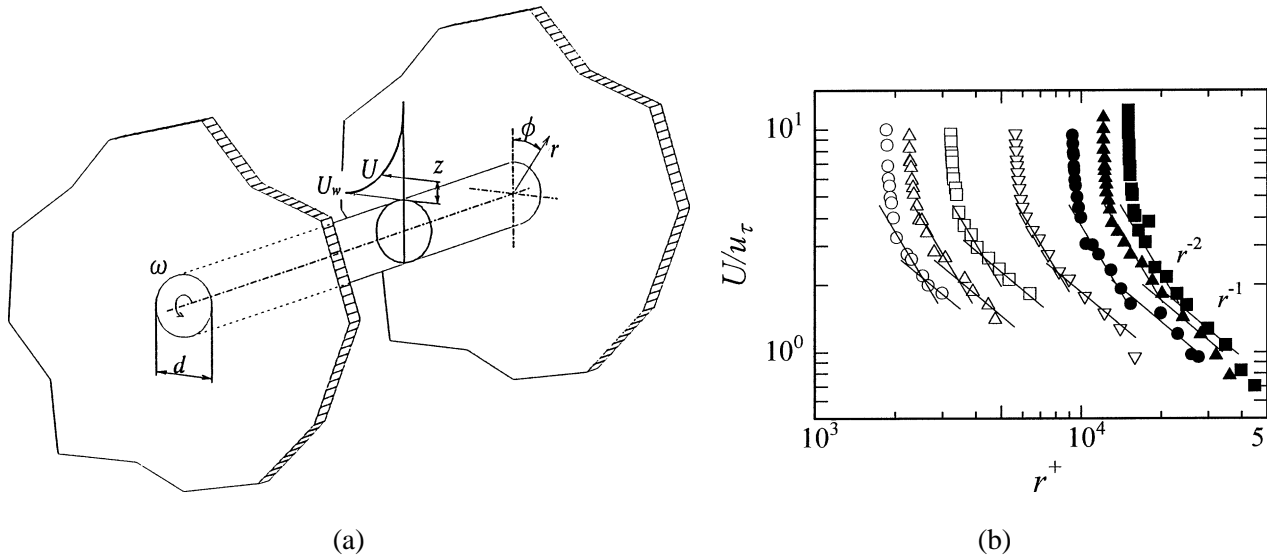 ϕ
r
z
U
U_w
ω
d
10^1
U/u_τ
r^-2
r^-1
10^0
10^3
10^4
5
r^+
(a)
(b)